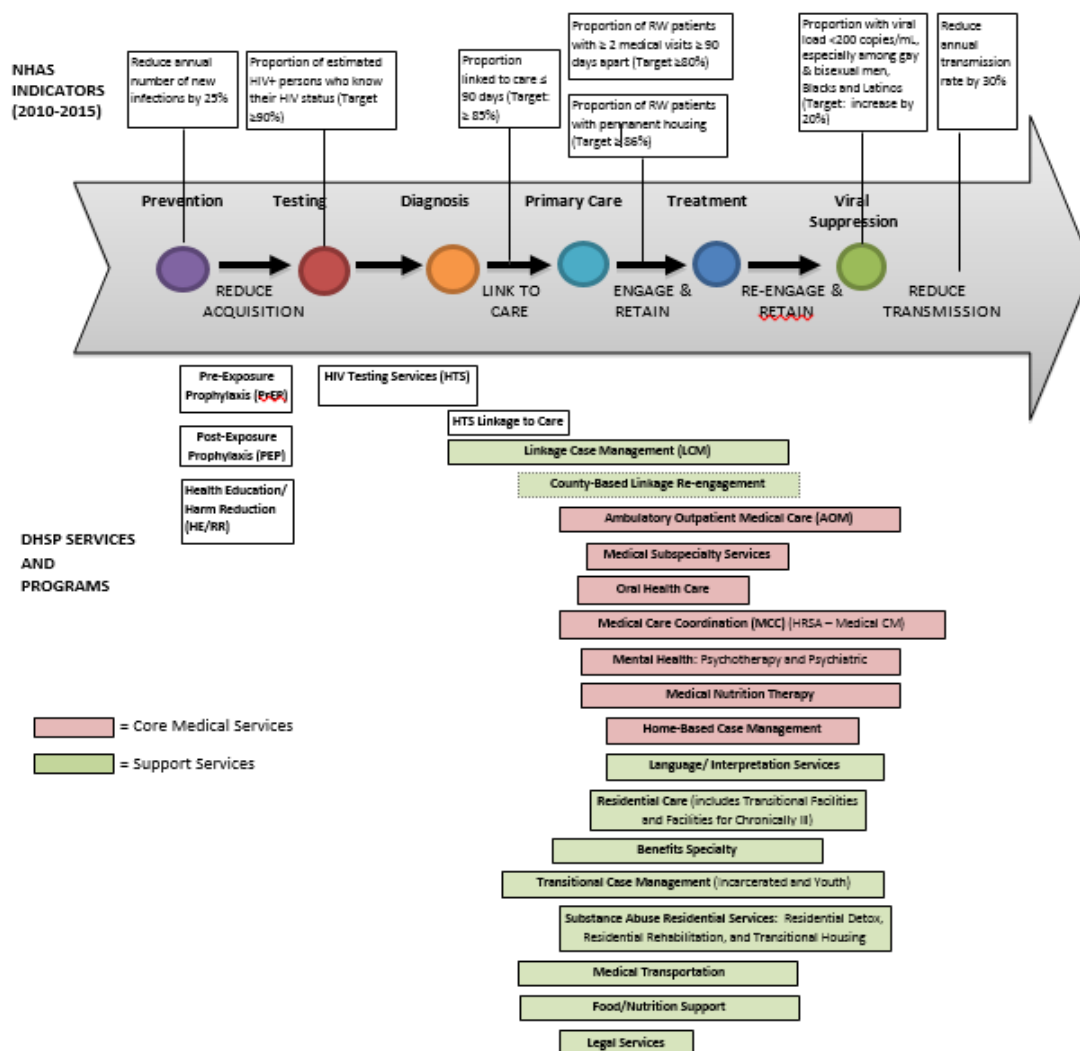 NHAS
INDICATORS
(2010-2015)
Reduce annual
number of new
infections by 25%
Proportion of estimated
HIV+ persons who know
their HIV status (Target
≥90%)
Proportion
linked to care ≤
90 days (Target:
≥ 85%)
Proportion of RW patients
with ≥ 2 medical visits ≥ 90
days apart (Target ≥80%)
Proportion of RW patients
with permanent housing
(Target ≥86%)
Proportion with viral
load <200 copies/mL,
especially among gay
& bisexual men,
Blacks and Latinos
(Target: increase by
20%)
Reduce
annual
transmission
rate by 30%
Prevention
Testing
Diagnosis
Primary Care
Treatment
Viral
Suppression
REDUCE
ACQUISITION
LINK TO
CARE
ENGAGE &
RETAIN
RE-ENGAGE &
RETAIN
REDUCE
TRANSMISSION
DHSP SERVICES
AND
PROGRAMS
Pre-Exposure
Prophylaxis (PrEP)
Post-Exposure
Prophylaxis (PEP)
Health Education/
Harm Reduction
(HE/RR)
HIV Testing Services (HTS)
HTS Linkage to Care
Linkage Case Management (LCM)
County-Based Linkage Re-engagement
Ambulatory Outpatient Medical Care (AOM)
Medical Subspecialty Services
Oral Health Care
Medical Care Coordination (MCC) (HRSA – Medical CM)
Mental Health: Psychotherapy and Psychiatric
Medical Nutrition Therapy
Home-Based Case Management
Language/ Interpretation Services
Residential Care (includes Transitional Facilities
and Facilities for Chronically Ill)
Benefits Specialty
Transitional Case Management (Incarcerated and Youth)
Substance Abuse Residential Services: Residential Detox,
Residential Rehabilitation, and Transitional Housing
Medical Transportation
Food/Nutrition Support
Legal Services
= Core Medical Services
= Support Services